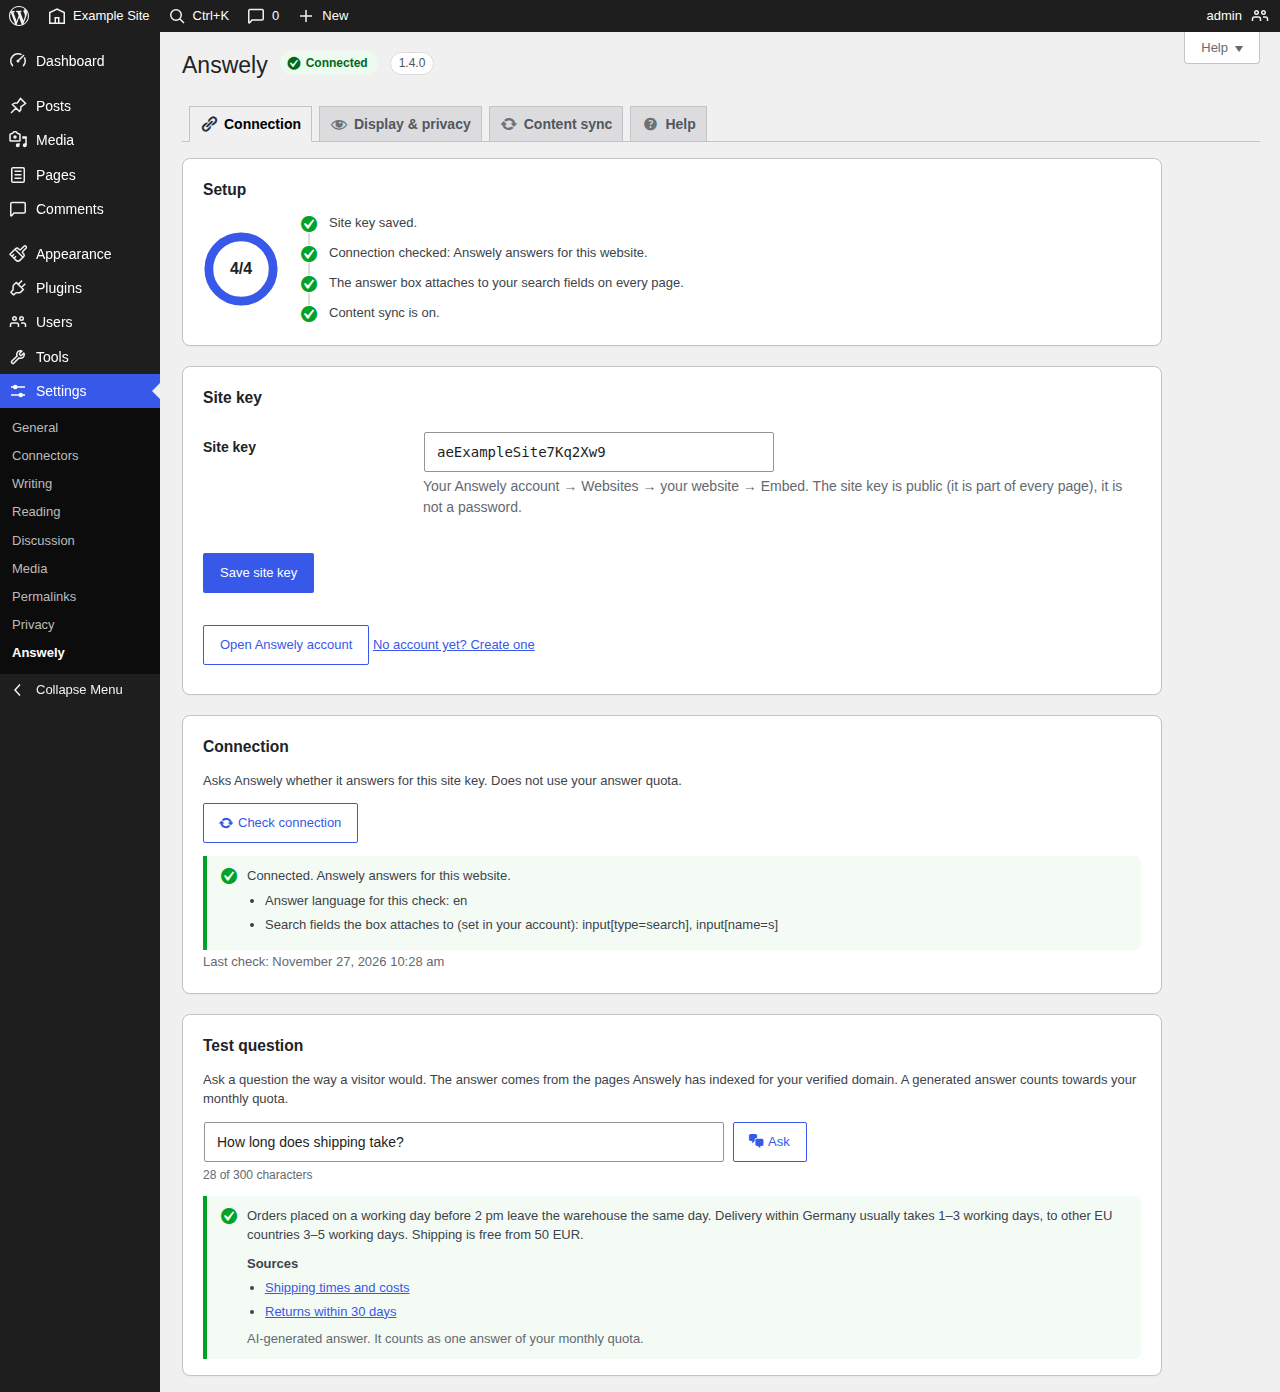 Example Site
Ctrl+K
0
New
admin
Dashboard
Posts
Media
Pages
Comments
Appearance
Plugins
Users
Tools
Settings
General
Connectors
Writing
Reading
Discussion
Media
Permalinks
Privacy
Answely
Collapse Menu
Help
Answely
Connected
1.4.0
Connection
Display & privacy
Content sync
Help
Setup
4/4
Site key saved.
Connection checked: Answely answers for this website.
The answer box attaches to your search fields on every page.
Content sync is on.
Site key
Site key
aeExampleSite7Kq2Xw9
Your Answely account → Websites → your website → Embed. The site key is public (it is part of every page), it is
not a password.
Save site key
Open Answely account
No account yet? Create one
Connection
Asks Answely whether it answers for this site key. Does not use your answer quota.
Check connection
Connected. Answely answers for this website.
• Answer language for this check: en
• Search fields the box attaches to (set in your account): input[type=search], input[name=s]
Last check: November 27, 2026 10:28 am
Test question
Ask a question the way a visitor would. The answer comes from the pages Answely has indexed for your verified domain. A generated answer counts towards your
monthly quota.
How long does shipping take?
Ask
28 of 300 characters
Orders placed on a working day before 2 pm leave the warehouse the same day. Delivery within Germany usually takes 1–3 working days, to other EU
countries 3–5 working days. Shipping is free from 50 EUR.
Sources
• Shipping times and costs
• Returns within 30 days
AI-generated answer. It counts as one answer of your monthly quota.